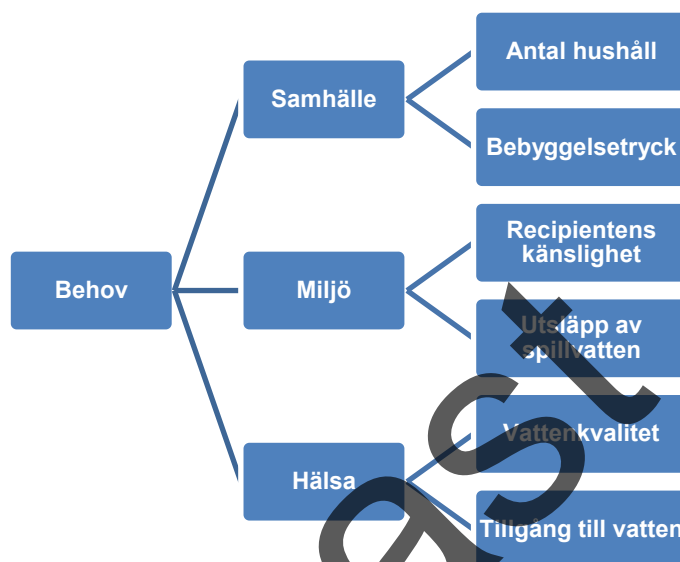 Antal hushåll
Samhälle
Bebyggelsetryck
Recipientens
känslighet
Behov
Miljö
Utsläpp av
spillvatten
Vattenkvalitet
Hälsa
Tillgång till vatten